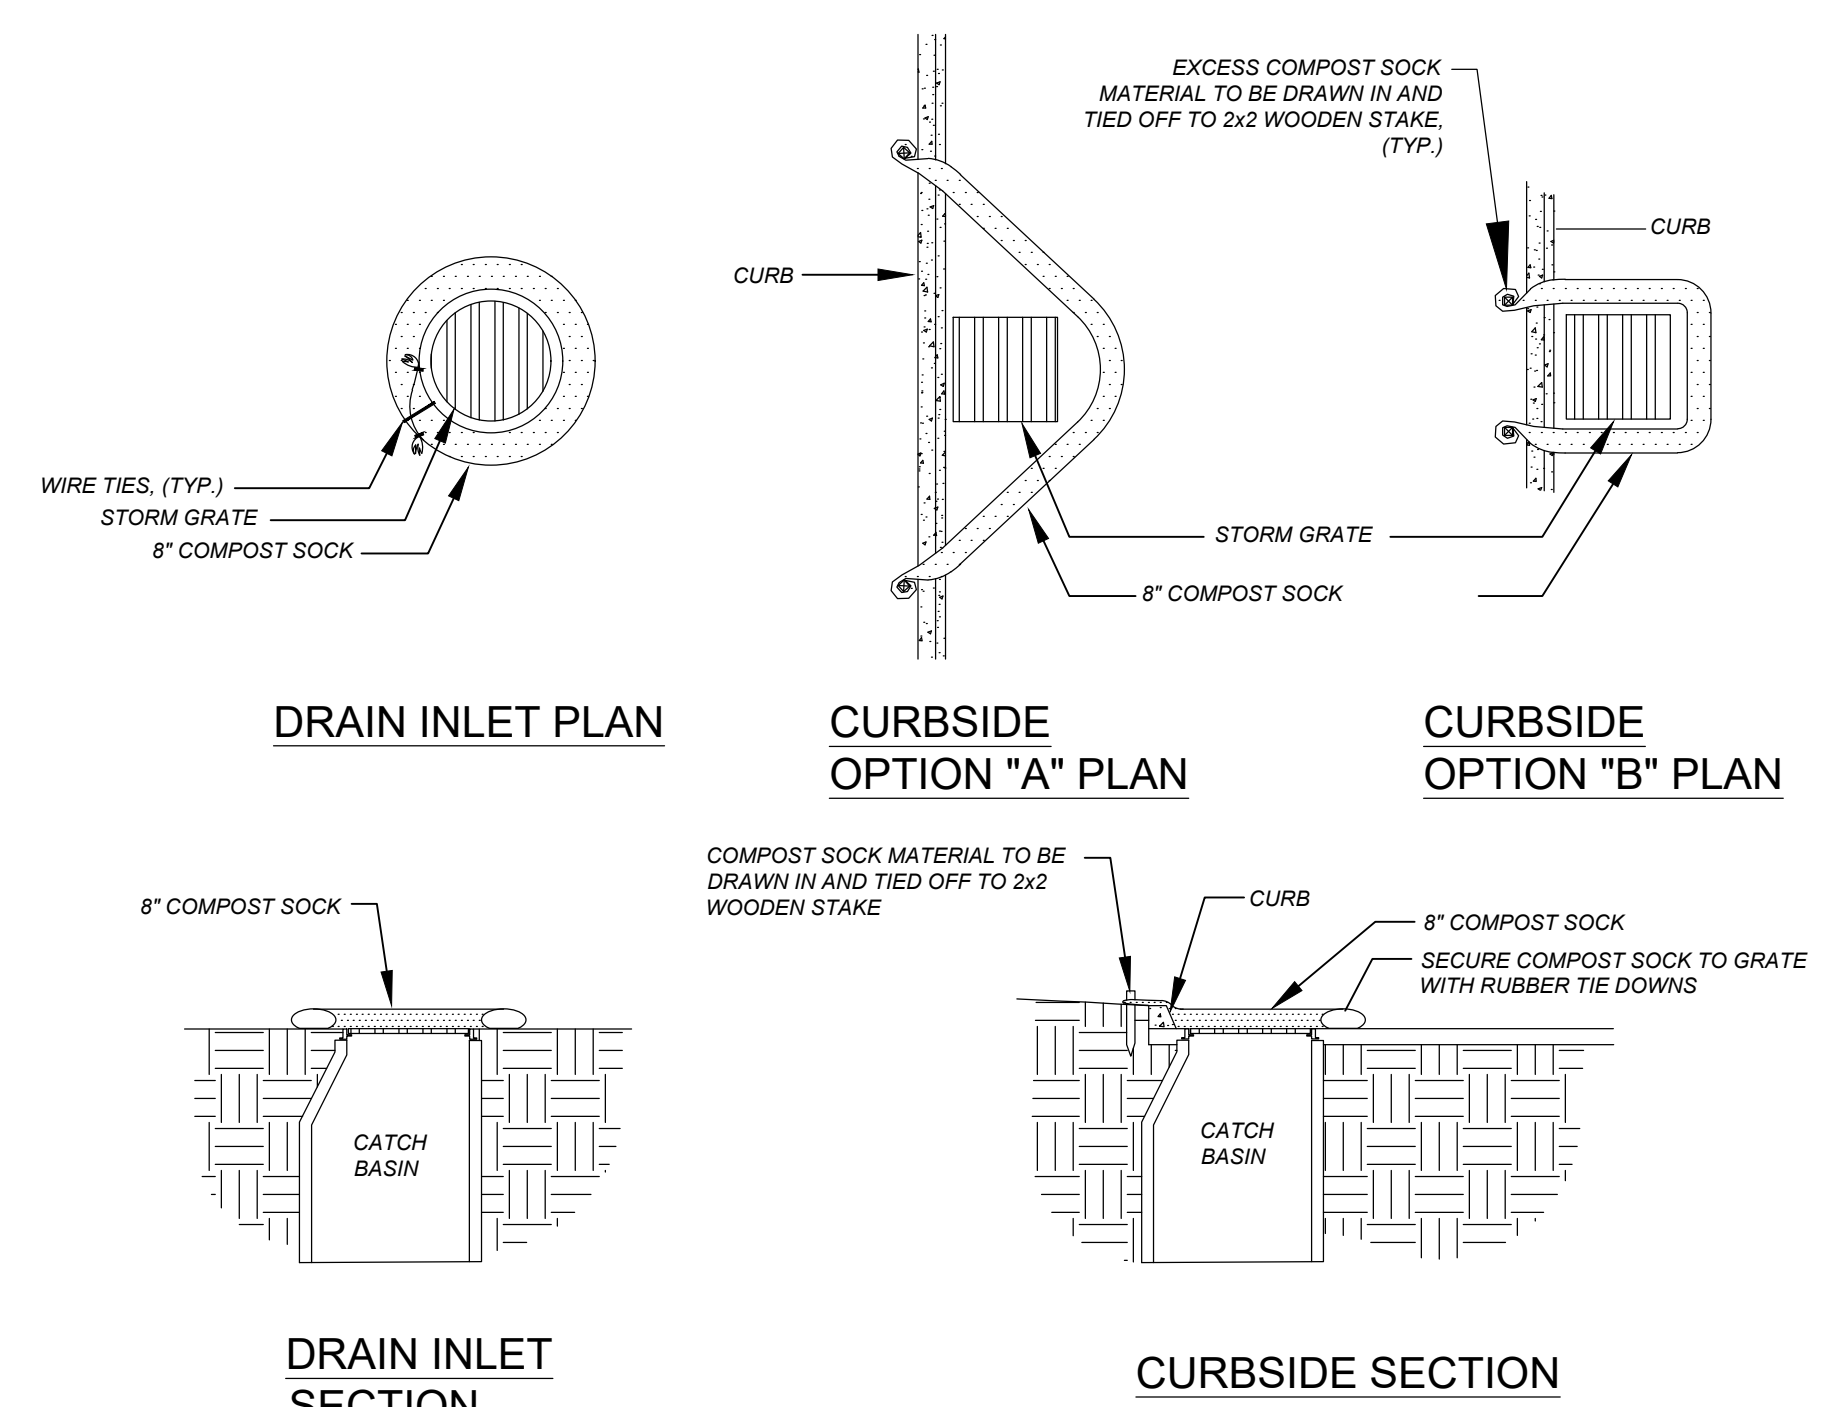 EXCESS COMPOST SOCK
MATERIAL TO BE DRAWN IN AND
TIED OFF TO 2x2 WOODEN STAKE,
(TYP.)
CURB
CURB
WIRE TIES, (TYP.)
STORM GRATE
8" COMPOST SOCK
STORM GRATE
8" COMPOST SOCK
DRAIN INLET PLAN
CURBSIDE
OPTION "A" PLAN
CURBSIDE
OPTION "B" PLAN
8" COMPOST SOCK
COMPOST SOCK MATERIAL TO BE
DRAWN IN AND TIED OFF TO 2x2
WOODEN STAKE
CURB
8" COMPOST SOCK
SECURE COMPOST SOCK TO GRATE
WITH RUBBER TIE DOWNS
CATCH
BASIN
CATCH
BASIN
DRAIN INLET
SECTION
CURBSIDE SECTION